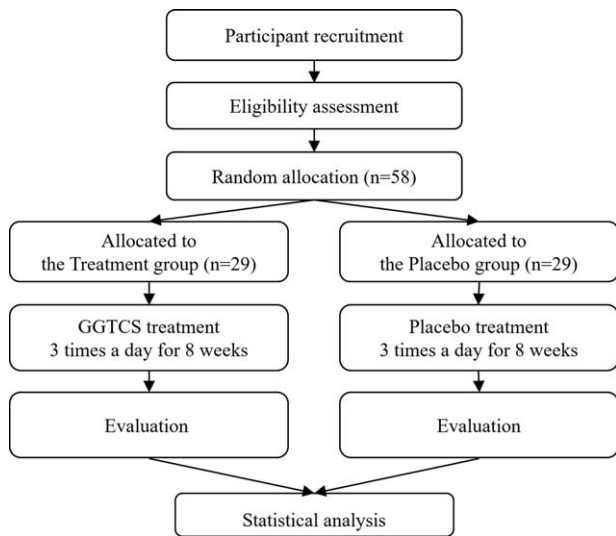 Participant recruitment
Eligibility assessment
Random allocation (n=58)
Allocated to
the Treatment group (n=29)
Allocated to
the Placebo group (n=29)
GGTCS treatment
3 times a day for 8 weeks
Placebo treatment
3 times a day for 8 weeks
Evaluation
Evaluation
Statistical analysis